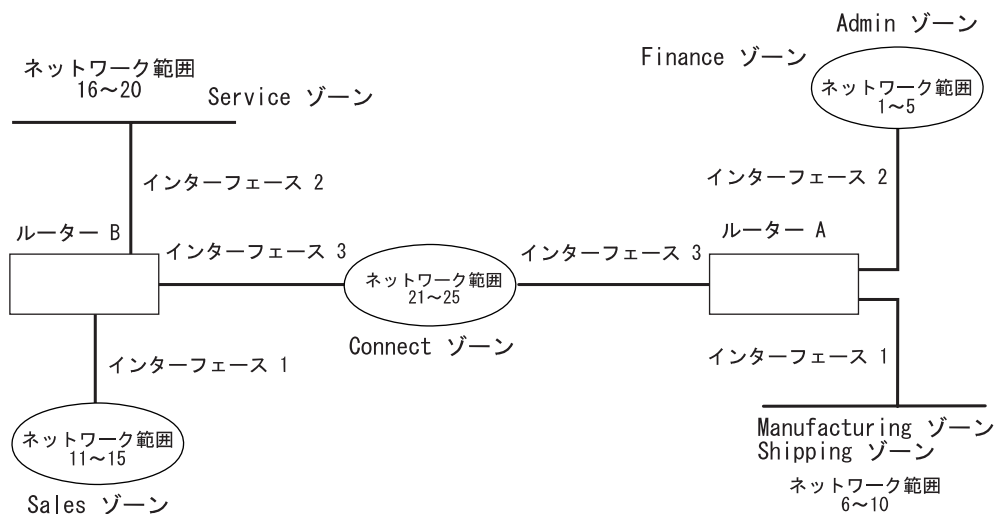 Admin ゾーン
Finance ゾーン
ネットワーク範囲
1～5
ネットワーク範囲
16～20
Service ゾーン
インターフェース 2
インターフェース 2
ルーター B
ルーター A
インターフェース 3
インターフェース 3
ネットワーク範囲
21～25
Connect ゾーン
インターフェース 1
インターフェース 1
ネットワーク範囲
11～15
Sales ゾーン
Manufacturing ゾーン
Shipping ゾーン
ネットワーク範囲
6～10